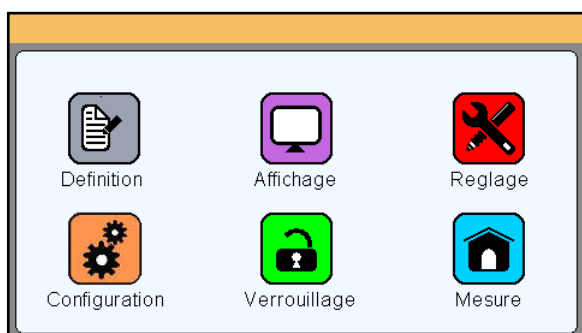 Definition
Affichage
Reglage
Configuration
Verrouillage
Mesure